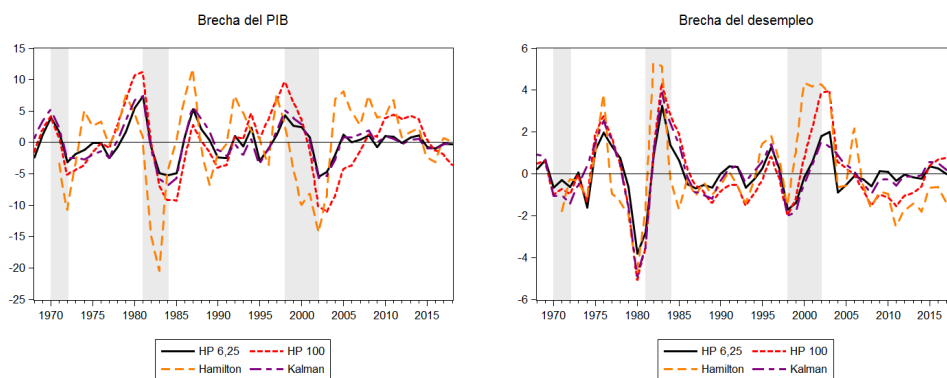 Brecha del PIB
15
10
5
0
-5
-10
-15
-20
-25
1970 1975 1980 1985 1990 1995 2000 2005 2010 2015
HP 6,25 HP 100
Hamilton Kalman
Brecha del desempleo
6
4
2
0
-2
-4
-6
1970 1975 1980 1985 1990 1995 2000 2005 2010 2015
HP 6,25 HP 100
Hamilton Kalman